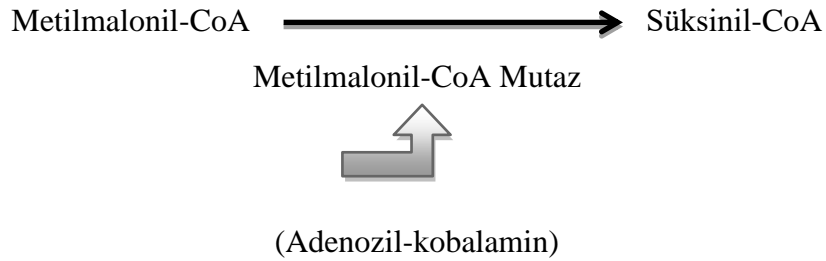 Metilmalonil-CoA Süksinil-CoA
Metilmalonil-CoA Mutaz
(Adenozil-kobalamin)